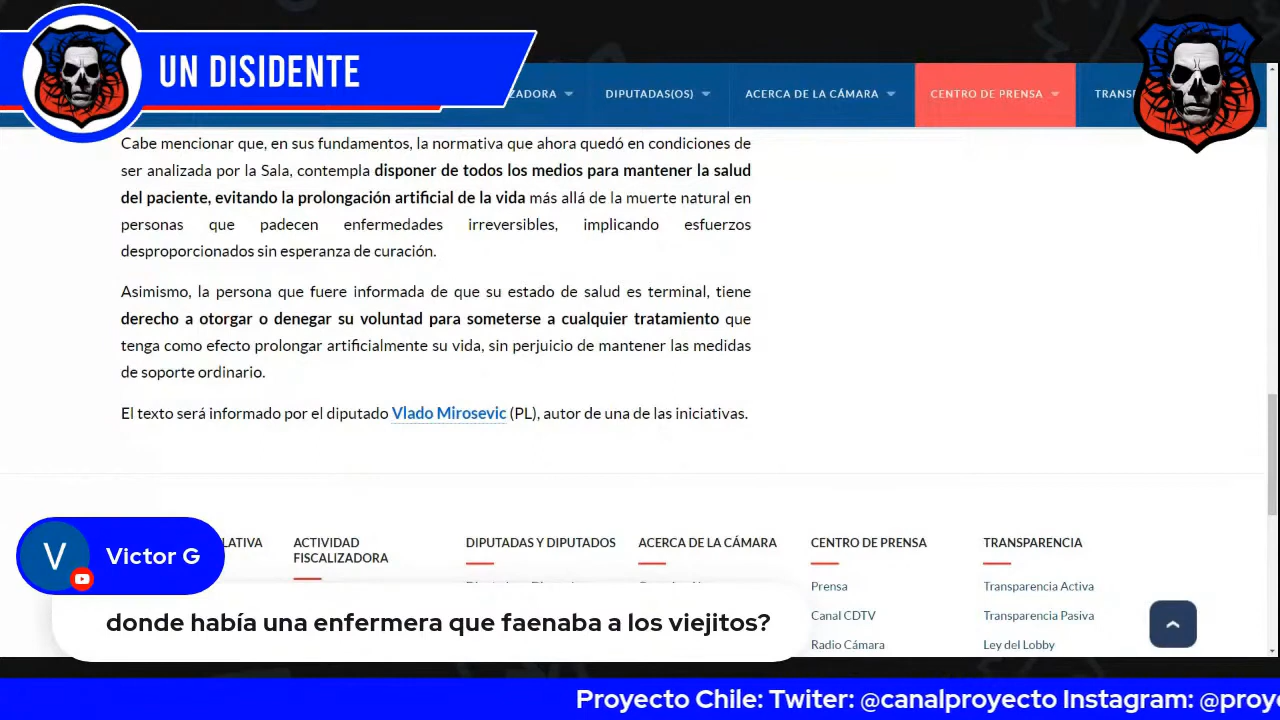 UN DISIDENTE
ZADORA
DIPUTADAS(OS)
ACERCA DE LA CÁMARA
CENTRO DE PRENSA
TRANSP
Cabe mencionar que, en sus fundamentos, la normativa que ahora quedó en condiciones de
ser analizada por la Sala, contempla disponer de todos los medios para mantener la salud
del paciente, evitando la prolongación artificial de la vida más allá de la muerte natural en
personas que padecen enfermedades irreversibles, implicando esfuerzos
desproporcionados sin esperanza de curación.
Asimismo, la persona que fuere informada de que su estado de salud es terminal, tiene
derecho a otorgar o denegar su voluntad para someterse a cualquier tratamiento que
tenga como efecto prolongar artificialmente su vida, sin perjuicio de mantener las medidas
de soporte ordinario.
El texto será informado por el diputado Vlado Mirosevic (PL), autor de una de las iniciativas.
LATIVA
ACTIVIDAD
FISCALIZADORA
DIPUTADAS Y DIPUTADOS
ACERCA DE LA CÁMARA
CENTRO DE PRENSA
Prensa
Canal CDTV
Radio Cámara
TRANSPARENCIA
Transparencia Activa
Transparencia Pasiva
Ley del Lobby
V
Victor G
donde había una enfermera que faenaba a los viejitos?
Proyecto Chile: Twiter: @canalproyecto Instagram: @proy